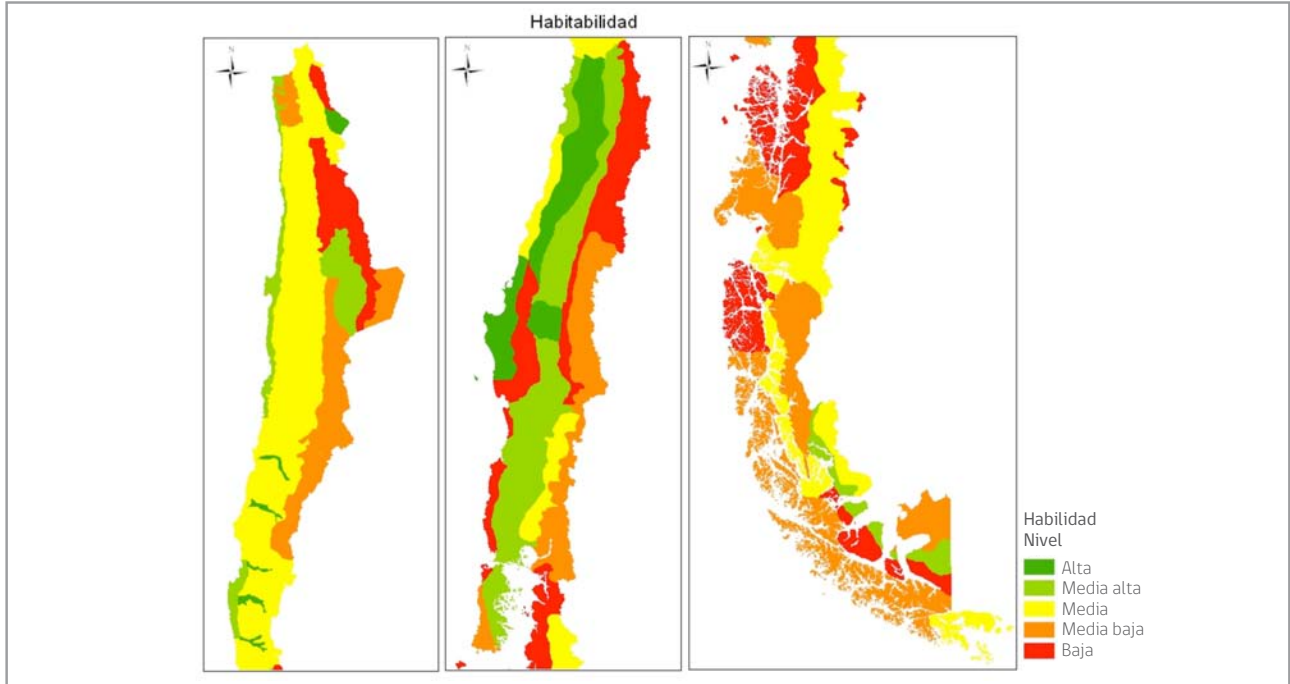 Habitabilidad
N
N
N
Habilidad
Nivel
Alta
Media alta
Media
Media baja
Baja